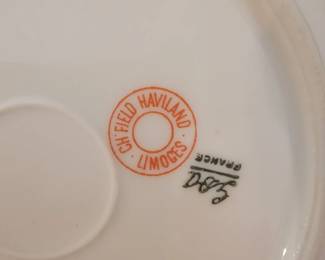 CH. FIELD HAVILAND
LIMOGES
GDA
FRANCE